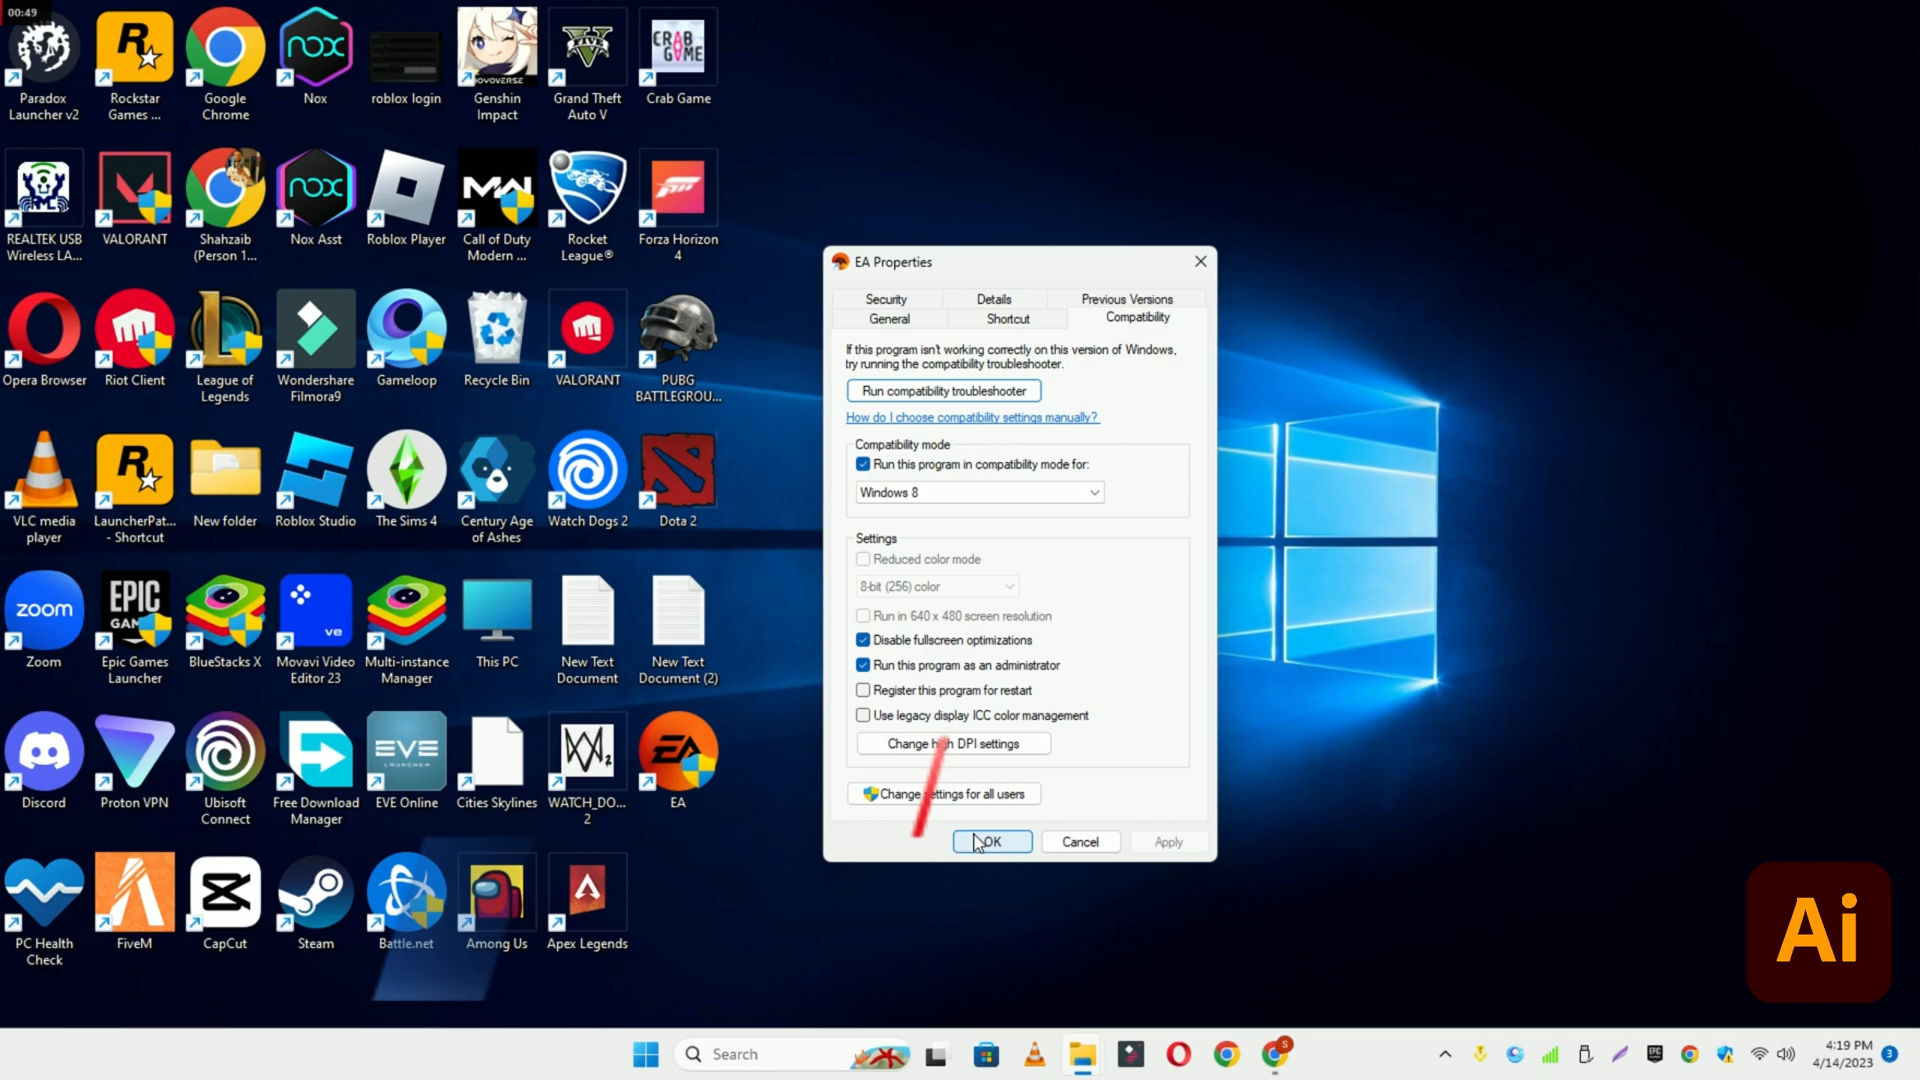 00:49
Paradox
Launcher v2
Rockstar
Games ...
Google
Chrome
Nox
roblox login
Genshin
Impact
Grand Theft
Auto V
Crab Game
REALTEK USB
Wireless LA...
VALORANT
Shahzaib
(Person 1...
Nox Asst
Roblox Player
Call of Duty
Modern ...
Rocket
League®
Forza Horizon
4
Opera Browser
Riot Client
League of
Legends
Wondershare
Filmora9
Gameloop
Recycle Bin
VALORANT
PUBG
BATTLEGROU...
VLC media
player
LauncherPat...
- Shortcut
New folder
Roblox Studio
The Sims 4
Century Age
of Ashes
Watch Dogs 2
Dota 2
zoom
Zoom
EPIC
GAM
Epic Games
Launcher
BlueStacks X
ve
Movavi Video
Editor 23
Multi-instance
Manager
This PC
New Text
Document
New Text
Document (2)
Discord
Proton VPN
Ubisoft
Connect
Free Download
Manager
EVE
LAUNCHER
EVE Online
Cities Skylines
WATCH_DO...
2
EA
EA
PC Health
Check
FiveM
CapCut
Steam
Battle.net
Among Us
Apex Legends
EA Properties
Security
Details
Previous Versions
General
Shortcut
Compatibility
If this program isn't working correctly on this version of Windows,
try running the compatibility troubleshooter.
Run compatibility troubleshooter
How do I choose compatibility settings manually?
Compatibility mode
Run this program in compatibility mode for:
Windows 8
Settings
Reduced color mode
8-bit (256) color
Run in 640 x 480 screen resolution
Disable fullscreen optimizations
Run this program as an administrator
Register this program for restart
Use legacy display ICC color management
Change high DPI settings
Change settings for all users
OK
Cancel
Apply
Ai
Search
S
4:19 PM
4/14/2023
3